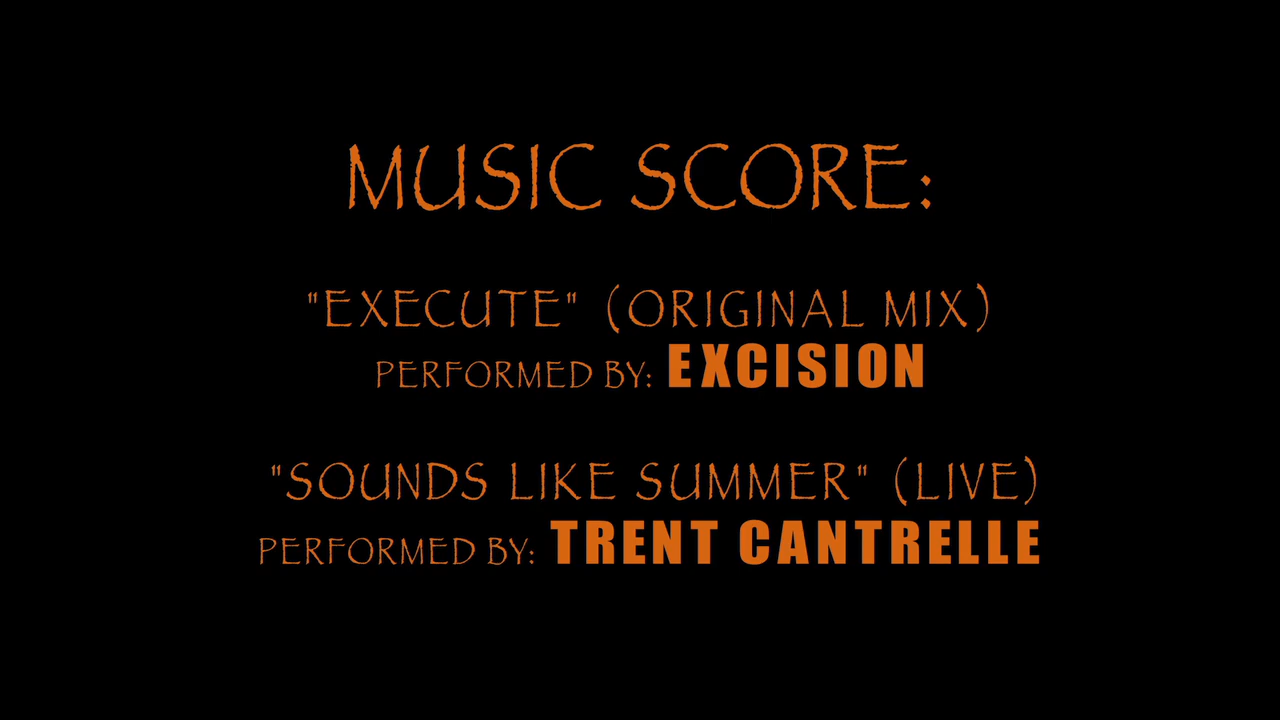 MUSIC SCORE:
"EXECUTE" (ORIGINAL MIX)
PERFORMED BY: EXCISION
"SOUNDS LIKE SUMMER" (LIVE)
PERFORMED BY: TRENT CANTRELLE